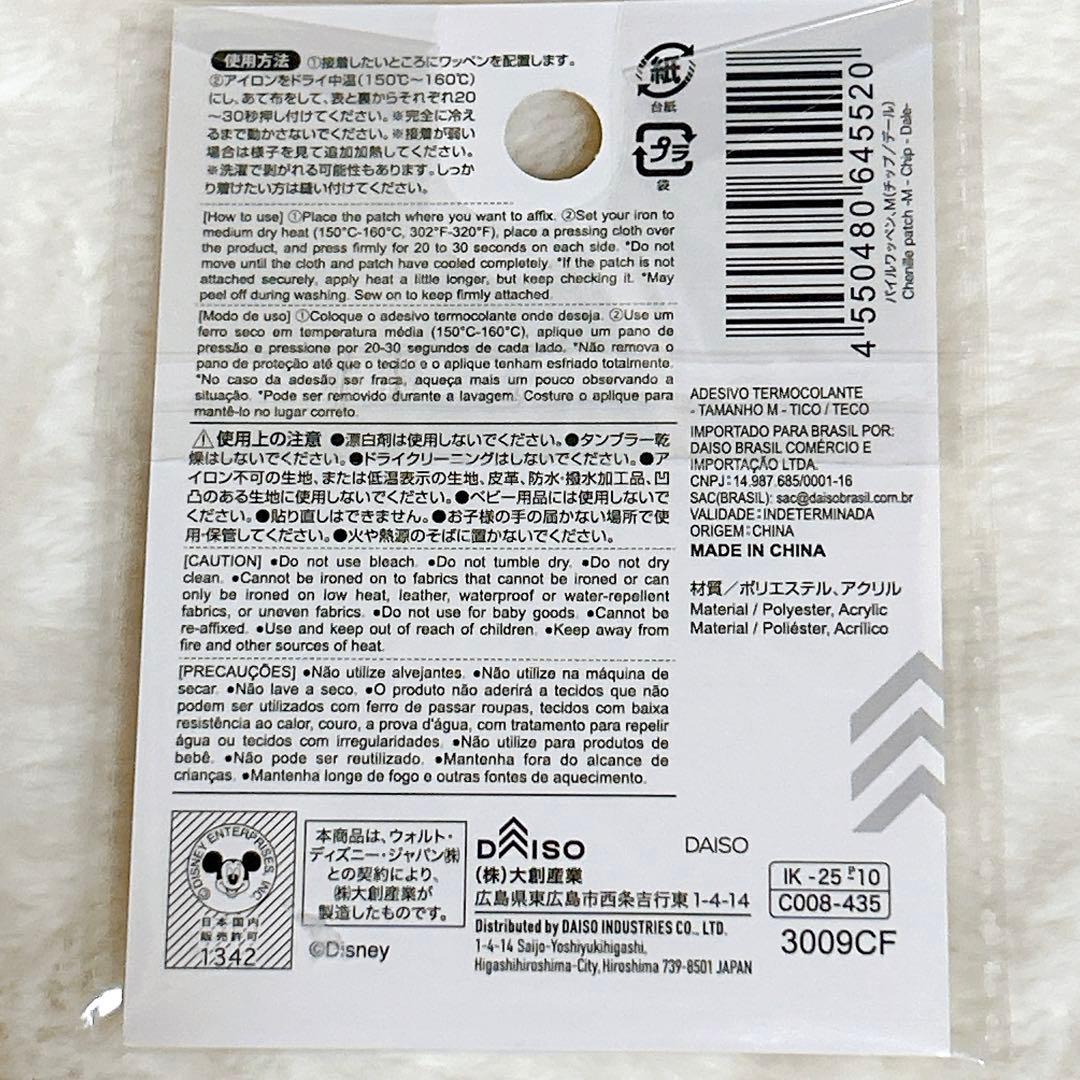 使用方法 ①接着したいところにワッペンを配置します。
②アイロンをドライ中温(150℃～160℃)
にし、あて布をして、表と裏からそれぞれ20
～30秒押し付けてください。※完全に冷え
るまで動かさないでください。※接着が弱い
場合は様子を見て追加加熱してください。
※洗濯で剥がれる可能性もあります。しっか
り着けたい方は縫い付けてください。
[How to use] ①Place the patch where you want to affix. ②Set your iron to
medium dry heat (150°C-160°C, 302°F-320°F), place a pressing cloth over
the product, and press firmly for 20 to 30 seconds on each side. *Do not
move until the cloth and patch have cooled completely. *If the patch is not
attached securely, apply heat a little longer, but keep checking it. *May
peel off during washing. Sew on to keep firmly attached.
[Modo de uso] ①Coloque o adesivo termocolante onde deseja. ②Use um
ferro seco em temperatura média (150°C-160°C), aplique um pano de
pressão e pressione por 20-30 segundos de cada lado. *Não remova o
pano de proteção até que o tecido e o aplique tenham esfriado totalmente.
*No caso da adesão ser fraca, aqueça mais um pouco observando a
situação. *Pode ser removido durante a lavagem. Costure o aplique para
mantê-lo no lugar correto.
⚠使用上の注意 ●漂白剤は使用しないでください。●タンブラー乾
燥はしないでください。●ドライクリーニングはしないでください。●ア
イロン不可の生地、または低温表示の生地、皮革、防水・撥水加工品、凹
凸のある生地に使用しないでください。●ベビー用品には使用しないで
ください。●貼り直しはできません。●お子様の手の届かない場所で使
用・保管してください。●火や熱源のそばに置かないでください。
[CAUTION] ●Do not use bleach. ●Do not tumble dry. ●Do not dry
clean. ●Cannot be ironed on to fabrics that cannot be ironed or can
only be ironed on low heat, leather, waterproof or water-repellent
fabrics, or uneven fabrics. ●Do not use for baby goods. ●Cannot be
re-affixed. ●Use and keep out of reach of children. ●Keep away from
fire and other sources of heat.
[PRECAUÇÕES] ●Não utilize alvejantes. ●Não utilize na máquina de
secar. ●Não lave a seco. ●O produto não aderirá a tecidos que não
podem ser utilizados com ferro de passar roupas, tecidos com baixa
resistência ao calor, couro, a prova d'água, com tratamento para repelir
água ou tecidos com irregularidades. ●Não utilize para produtos de
bebê. ●Não pode ser reutilizado. ●Mantenha fora do alcance de
crianças. ●Mantenha longe de fogo e outras fontes de aquecimento.
紙
台紙
プラ
袋
4 550480 645520
パイルワッペン、M(チップ/デール)
Chenille patch -M- Chip・Dale-
ADESIVO TERMOCOLANTE
- TAMANHO M - TICO / TECO
IMPORTADO PARA BRASIL POR:
DAISO BRASIL COMÉRCIO E
IMPORTAÇÃO LTDA.
CNPJ:14.987.685/0001-16
SAC(BRASIL): sac@daisobrasil.com.br
VALIDADE:INDETERMINADA
ORIGEM:CHINA
MADE IN CHINA
材質/ポリエステル、アクリル
Material / Polyester, Acrylic
Material / Poliéster, Acrílico
©DISNEY ENTERPRISES, INC.
日本国内
販売許可
1342
本商品は、ウォルト・
ディズニー・ジャパン㈱
との契約により、
㈱大創産業が
製造したものです。
©Disney
DAISO
(株)大創産業
広島県東広島市西条吉行東1-4-14
Distributed by DAISO INDUSTRIES CO., LTD.
1-4-14 Saijo-Yoshiyukihigashi,
Higashihiroshima-City, Hiroshima 739-8501 JAPAN
DAISO
IK -25 P10
C008-435
3009CF